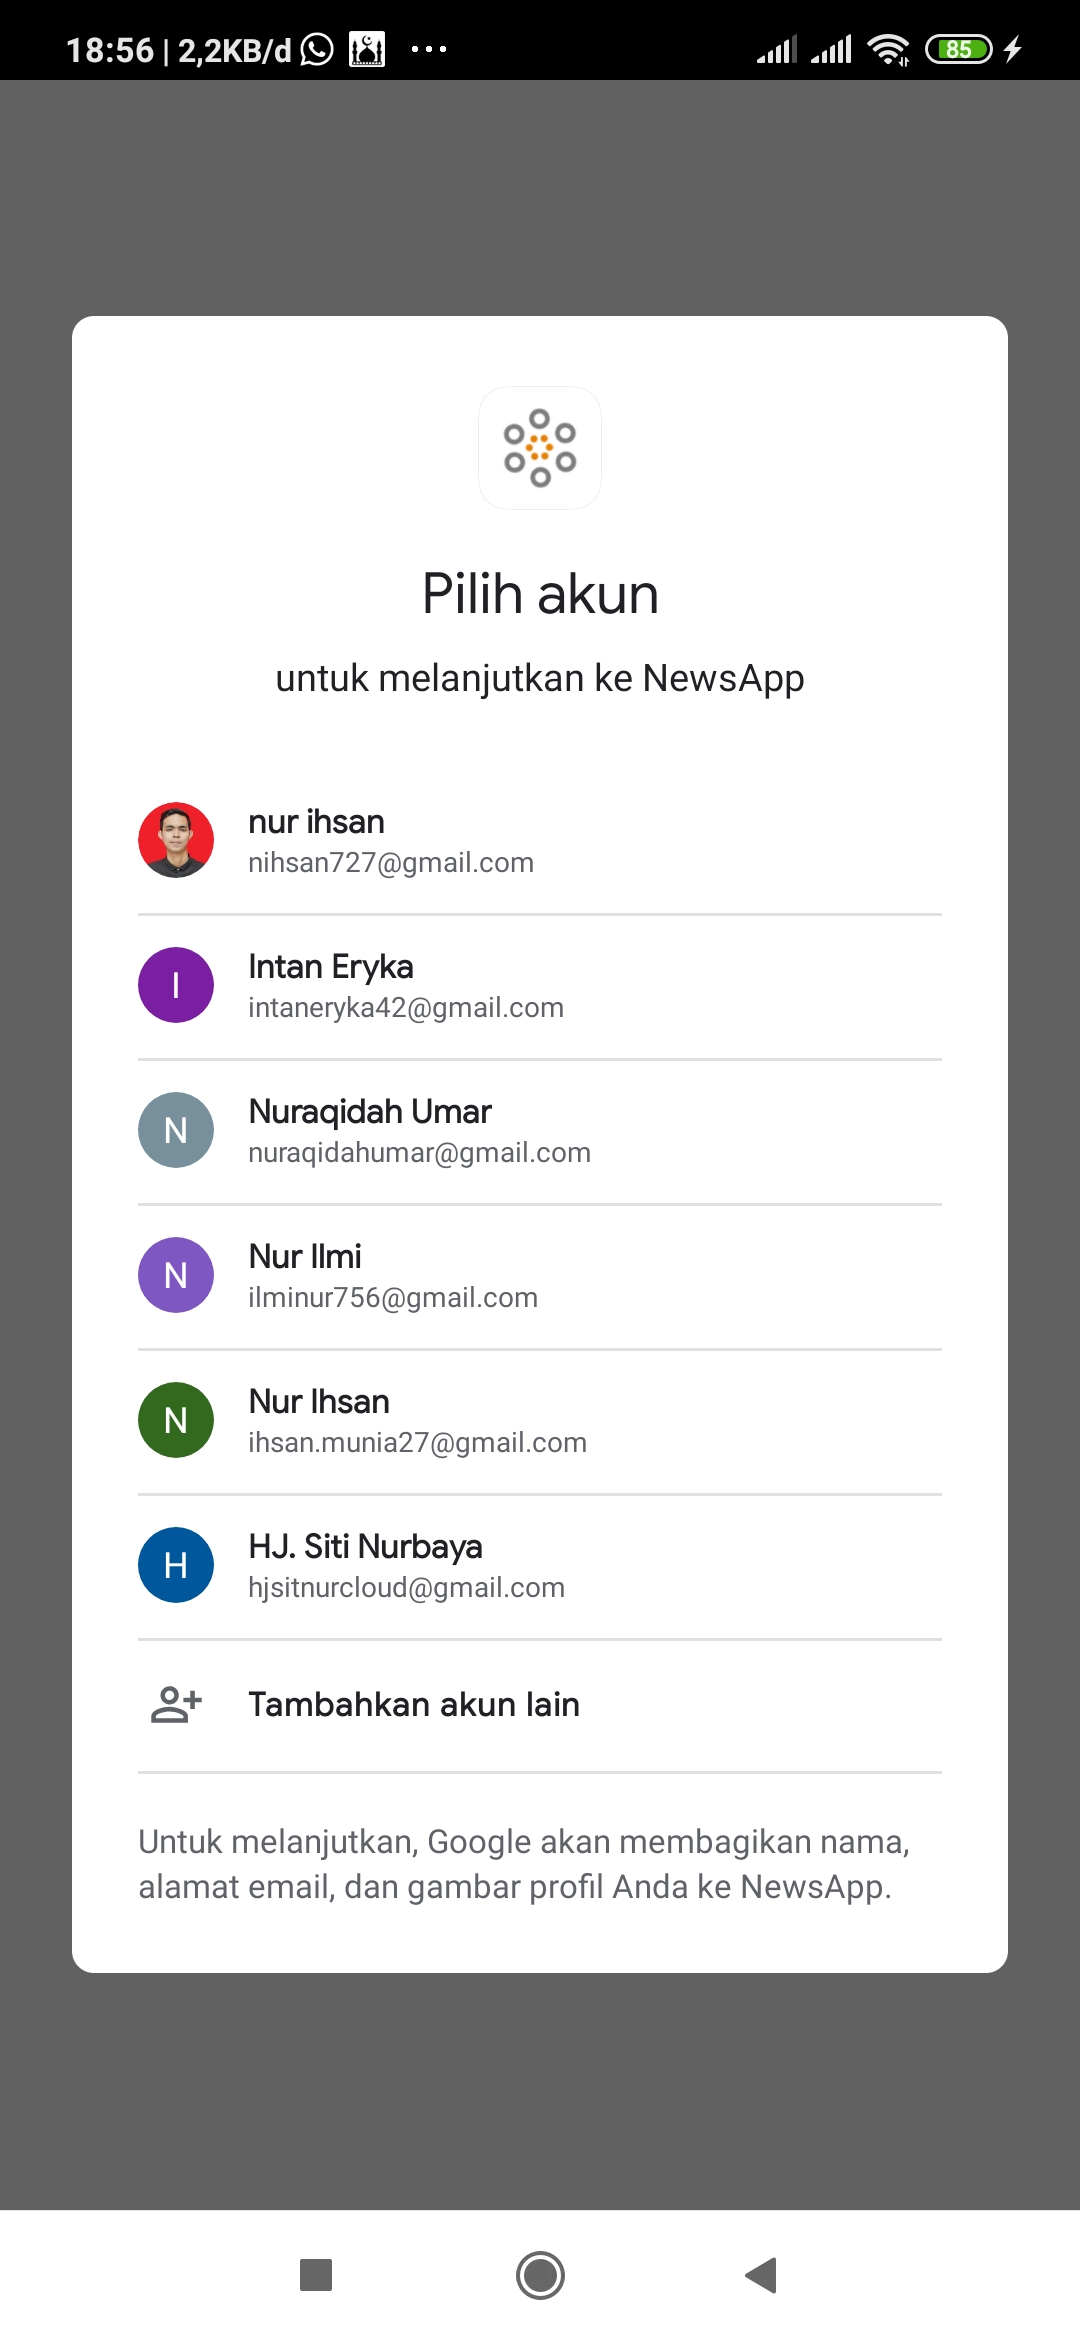 18:56 | 2,2KB/d
85
Pilih akun
untuk melanjutkan ke NewsApp
nur ihsan
nihsan727@gmail.com
I
Intan Eryka
intaneryka42@gmail.com
N
Nuraqidah Umar
nuraqidahumar@gmail.com
N
Nur Ilmi
ilminur756@gmail.com
N
Nur Ihsan
ihsan.munia27@gmail.com
H
HJ. Siti Nurbaya
hjsitnurcloud@gmail.com
Tambahkan akun lain
Untuk melanjutkan, Google akan membagikan nama,
alamat email, dan gambar profil Anda ke NewsApp.